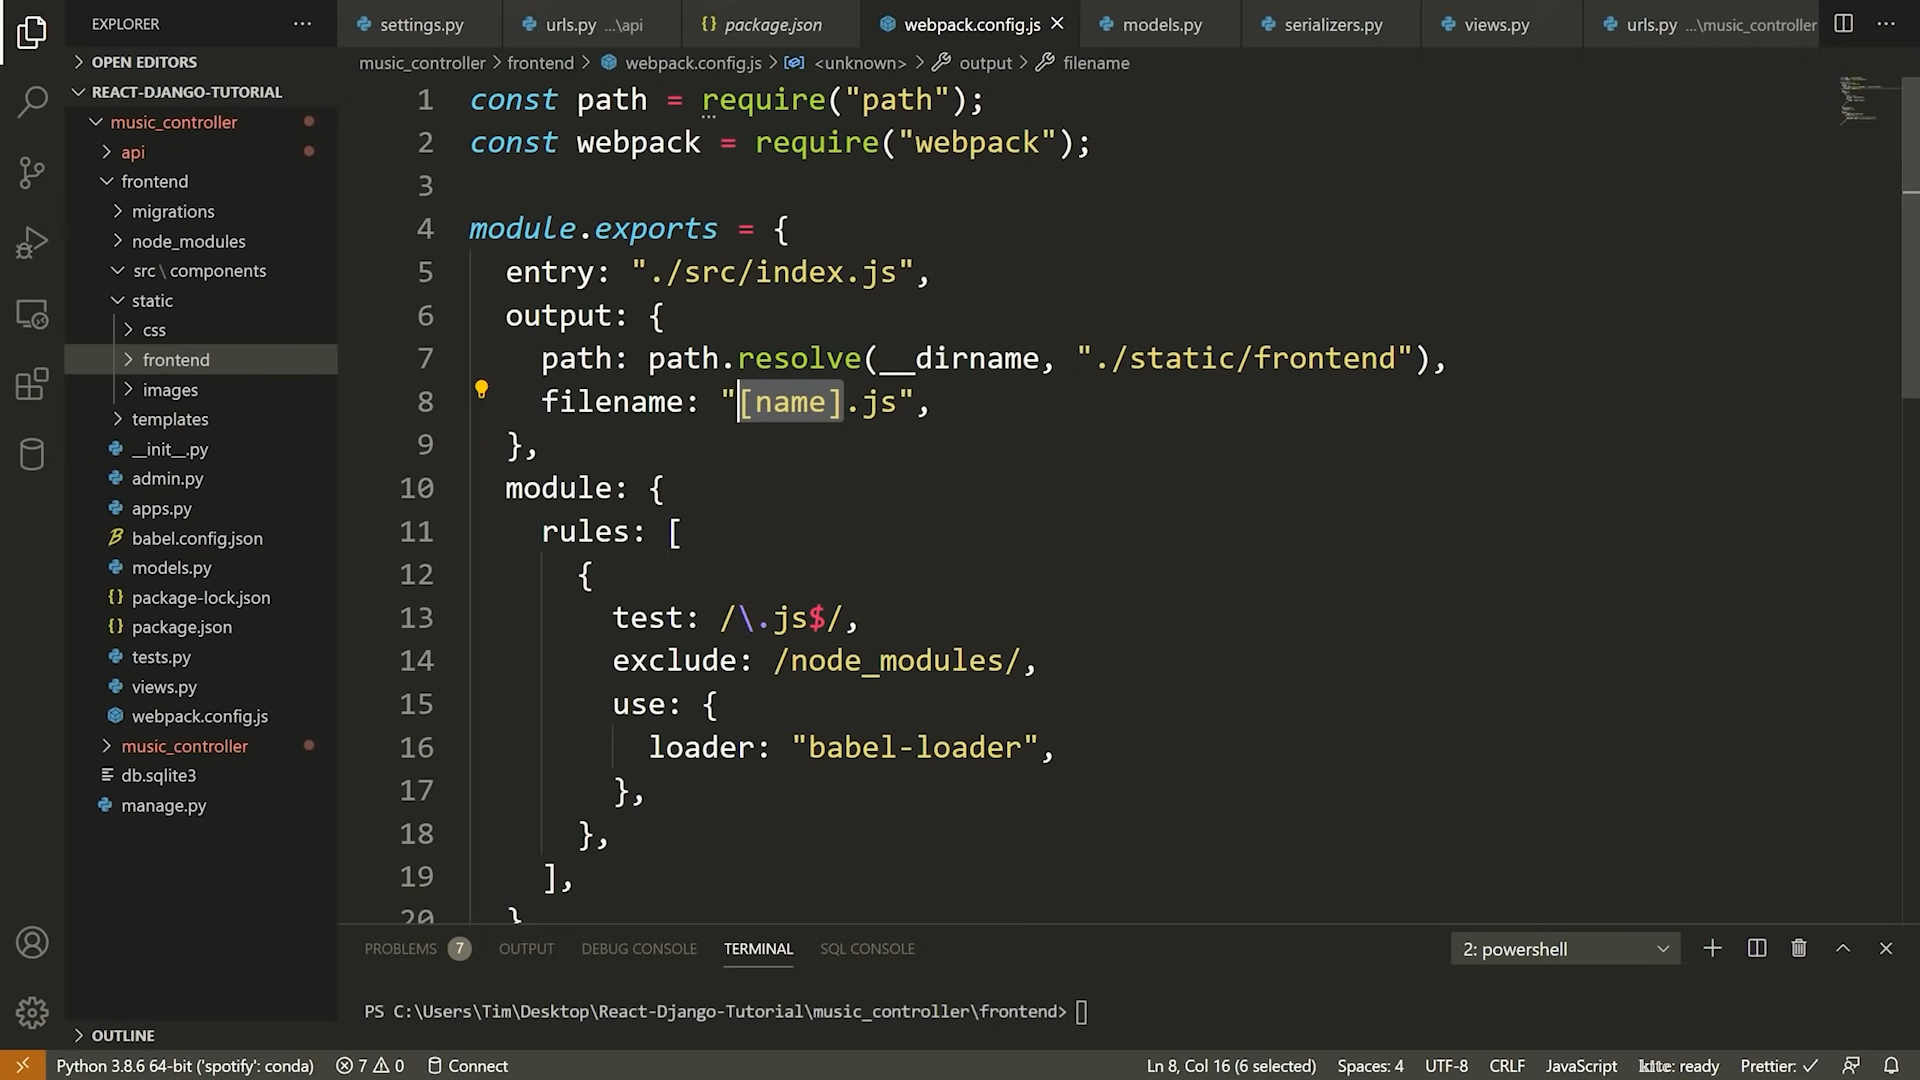 EXPLORER
settings.py
urls.py ...\api
package.json
webpack.config.js
models.py
serializers.py
views.py
urls.py ...\music_controller
OPEN EDITORS
REACT-DJANGO-TUTORIAL
music_controller
api
frontend
migrations
node_modules
src \ components
static
css
frontend
images
templates
__init__.py
admin.py
apps.py
babel.config.json
models.py
package-lock.json
package.json
tests.py
views.py
webpack.config.js
music_controller
db.sqlite3
manage.py
OUTLINE
music_controller > frontend > webpack.config.js > <unknown> > output > filename
1 const path = require("path");
2 const webpack = require("webpack");
3
4 module.exports = {
5 entry: "./src/index.js",
6 output: {
7 path: path.resolve(__dirname, "./static/frontend"),
8 filename: "[name].js",
9 },
10 module: {
11 rules: [
12 {
13 test: /\.js$/,
14 exclude: /node_modules/,
15 use: {
16 loader: "babel-loader",
17 },
18 },
19 ],
20 }
PROBLEMS 7 OUTPUT DEBUG CONSOLE TERMINAL SQL CONSOLE
2: powershell
PS C:\Users\Tim\Desktop\React-Django-Tutorial\music_controller\frontend>
Python 3.8.6 64-bit ('spotify': conda) 7 0 Connect
Ln 8, Col 16 (6 selected) Spaces: 4 UTF-8 CRLF JavaScript kite: ready Prettier: ✓